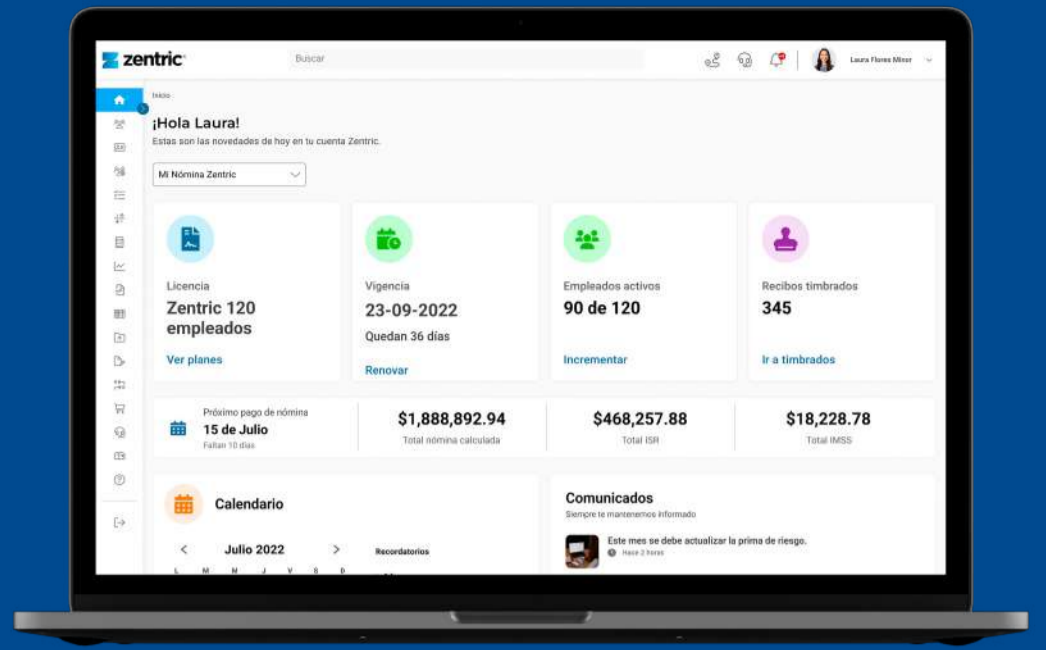 zentric
Buscar
Laura Flores Minor
Inicio
¡Hola Laura!
Estas son las novedades de hoy en tu cuenta Zentric.
Mi Nómina Zentric
Licencia
Zentric 120
empleados
Ver planes
Vigencia
23-09-2022
Quedan 36 días
Renovar
Empleados activos
90 de 120
Incrementar
Recibos timbrados
345
Ir a timbrados
Próximo pago de nómina
15 de Julio
Faltan 10 días
$1,888,892.94
Total nómina calculada
$468,257.88
Total ISR
$18,228.78
Total IMSS
Calendario
< Julio 2022 >
L M M J V S D
Recordatorios
Comunicados
Siempre te mantenemos informado
Este mes se debe actualizar la prima de riesgo.
Hace 2 horas